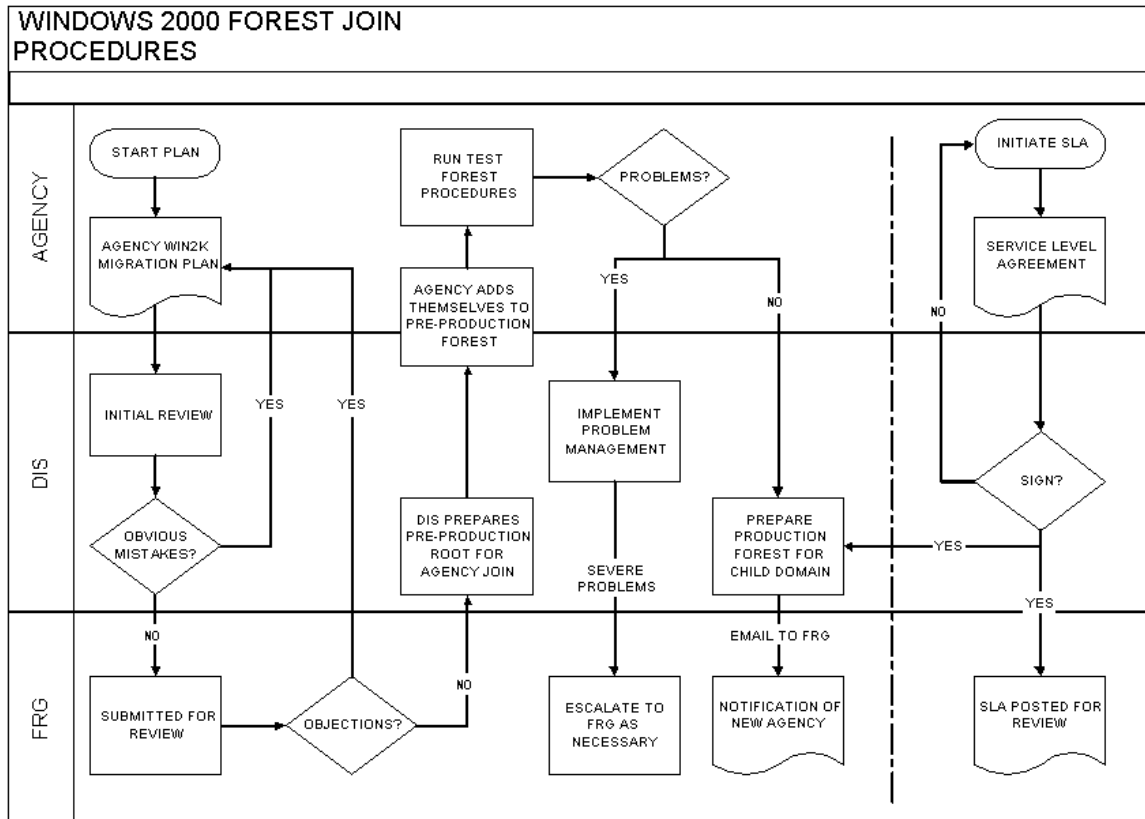 WINDOWS 2000 FOREST JOIN
PROCEDURES
AGENCY
START PLAN
AGENCY WIN2K
MIGRATION PLAN
RUN TEST
FOREST
PROCEDURES
PROBLEMS?
INITIATE SLA
SERVICE LEVEL
AGREEMENT
AGENCY ADDS
THEMSELVES TO
PRE-PRODUCTION
FOREST
YES
NO
NO
DIS
INITIAL REVIEW
YES
YES
IMPLEMENT
PROBLEM
MANAGEMENT
SIGN?
OBVIOUS
MISTAKES?
DIS PREPARES
PRE-PRODUCTION
ROOT FOR
AGENCY JOIN
PREPARE
PRODUCTION
FOREST FOR
CHILD DOMAIN
YES
SEVERE
PROBLEMS
YES
FRG
NO
EMAIL TO FRG
SUBMITTED FOR
REVIEW
OBJECTIONS?
NO
ESCALATE TO
FRG AS
NECESSARY
NOTIFICATION OF
NEW AGENCY
SLA POSTED FOR
REVIEW